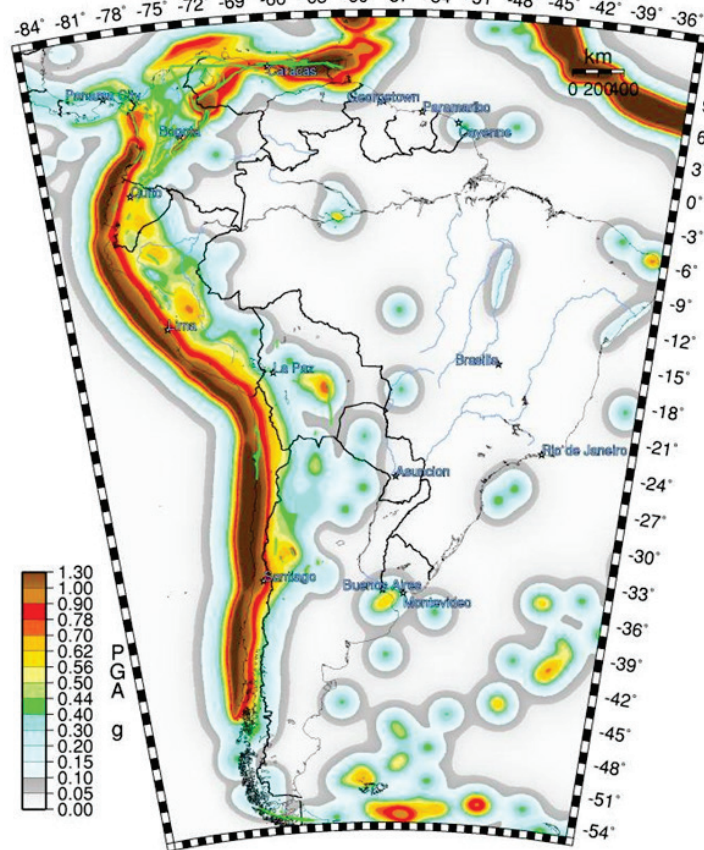 -84° -81° -78° -75° -72° -69° -66° -63° -60° -57° -54° -51° -48° -45° -42° -39° -36°
km
0 200400
Caracas
Panama City
Georgetown
Paramaribo
Cayenne
Bogota
6
3°
Quito
0°
-3°
-6°
-9°
Lima
-12°
Brasilia
La Paz
-15°
-18°
-21°
Rio de Janeiro
Asuncion
-24°
-27°
-30°
Santiago
Buenos Aires
Montevideo
-33°
-36°
-39°
-42°
-45°
-48°
-51°
-54°
1.30
1.00
0.90
0.78
0.70
0.62
0.56
0.50
0.44
0.40
0.30
0.20
0.15
0.10
0.05
0.00
PGA
g